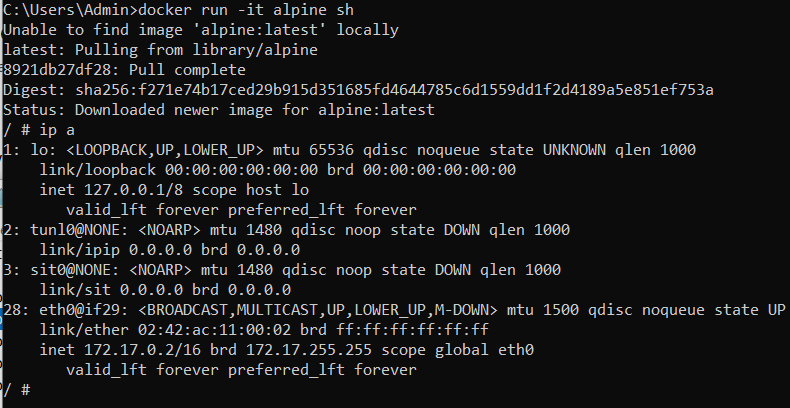 C:\Users\Admin>docker run -it alpine sh
Unable to find image 'alpine:latest' locally
latest: Pulling from library/alpine
8921db27df28: Pull complete
Digest: sha256:f271e74b17ced29b915d351685fd4644785c6d1559dd1f2d4189a5e851ef753a
Status: Downloaded newer image for alpine:latest
/ # ip a
1: lo: <LOOPBACK,UP,LOWER_UP> mtu 65536 qdisc noqueue state UNKNOWN qlen 1000
    link/loopback 00:00:00:00:00:00 brd 00:00:00:00:00:00
    inet 127.0.0.1/8 scope host lo
       valid_lft forever preferred_lft forever
2: tunl0@NONE: <NOARP> mtu 1480 qdisc noop state DOWN qlen 1000
    link/ipip 0.0.0.0 brd 0.0.0.0
3: sit0@NONE: <NOARP> mtu 1480 qdisc noop state DOWN qlen 1000
    link/sit 0.0.0.0 brd 0.0.0.0
28: eth0@if29: <BROADCAST,MULTICAST,UP,LOWER_UP,M-DOWN> mtu 1500 qdisc noqueue state UP
    link/ether 02:42:ac:11:00:02 brd ff:ff:ff:ff:ff:ff
    inet 172.17.0.2/16 brd 172.17.255.255 scope global eth0
       valid_lft forever preferred_lft forever
/ #